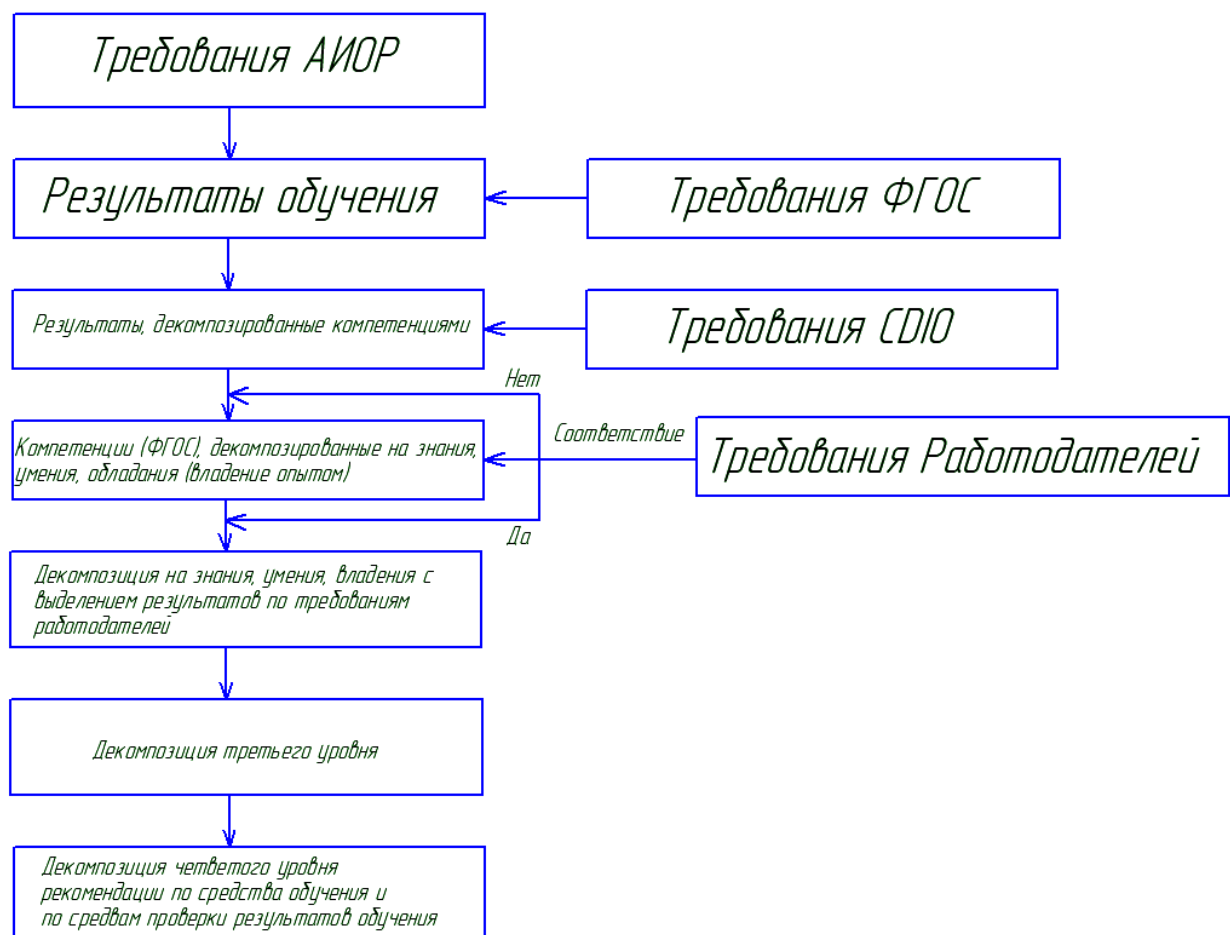 Требования АИОР
Результаты обучения
Требования ФГОС
Результаты, декомпозированные компетенциями
Требования CDIO
Нет
Компетенции (ФГОС), декомпозированные на знания,
умения, обладания (владение опытом)
Соответствие
Требования Работодателей
Да
Декомпозиция на знания, умения, владения с
выделением результатов по требованиям
работодателей
Декомпозиция третьего уровня
Декомпозиция четветого уровня
рекомендации по средства обучения и
по средвам проверки результатов обучения